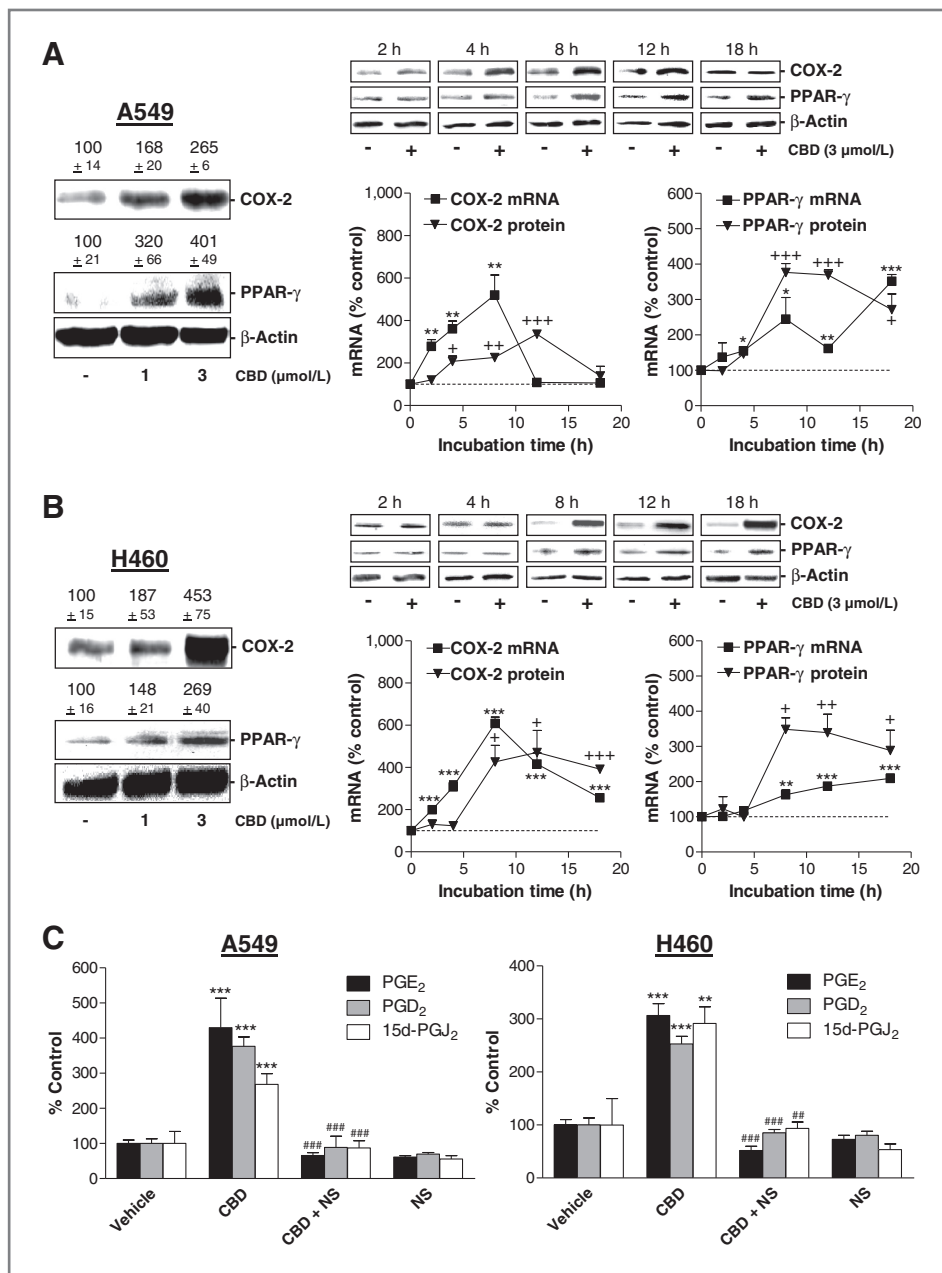 A
A549
100 168 265
± 14 ± 20 ± 6
COX-2
100 320 401
± 21 ± 66 ± 49
PPAR-γ
β-Actin
- 1 3 CBD (µmol/L)
2 h 4 h 8 h 12 h 18 h
COX-2
PPAR-γ
β-Actin
- + - + - + - + - + CBD (3 µmol/L)
1,000
800
600
400
200
0
mRNA (% control)
COX-2 mRNA
COX-2 protein
** ** ** + ++ +++
0 5 10 15 20
Incubation time (h)
600
500
400
300
200
100
0
mRNA (% control)
PPAR-γ mRNA
PPAR-γ protein
* * ** *** +++ +++ +
0 5 10 15 20
Incubation time (h)
B
H460
100 187 453
± 15 ± 53 ± 75
COX-2
100 148 269
± 16 ± 21 ± 40
PPAR-γ
β-Actin
- 1 3 CBD (µmol/L)
2 h 4 h 8 h 12 h 18 h
COX-2
PPAR-γ
β-Actin
- + - + - + - + - + CBD (3 µmol/L)
1,000
800
600
400
200
0
mRNA (% control)
COX-2 mRNA
COX-2 protein
*** *** *** *** *** + + +++
0 5 10 15 20
Incubation time (h)
600
500
400
300
200
100
0
mRNA (% control)
PPAR-γ mRNA
PPAR-γ protein
** *** *** + ++ +
0 5 10 15 20
Incubation time (h)
C
A549
600
500
400
300
200
100
0
% Control
PGE₂
PGD₂
15d-PGJ₂
*** *** ***
### ### ###
Vehicle CBD CBD + NS NS
H460
400
300
200
100
0
% Control
PGE₂
PGD₂
15d-PGJ₂
*** *** **
### ### ##
Vehicle CBD CBD + NS NS